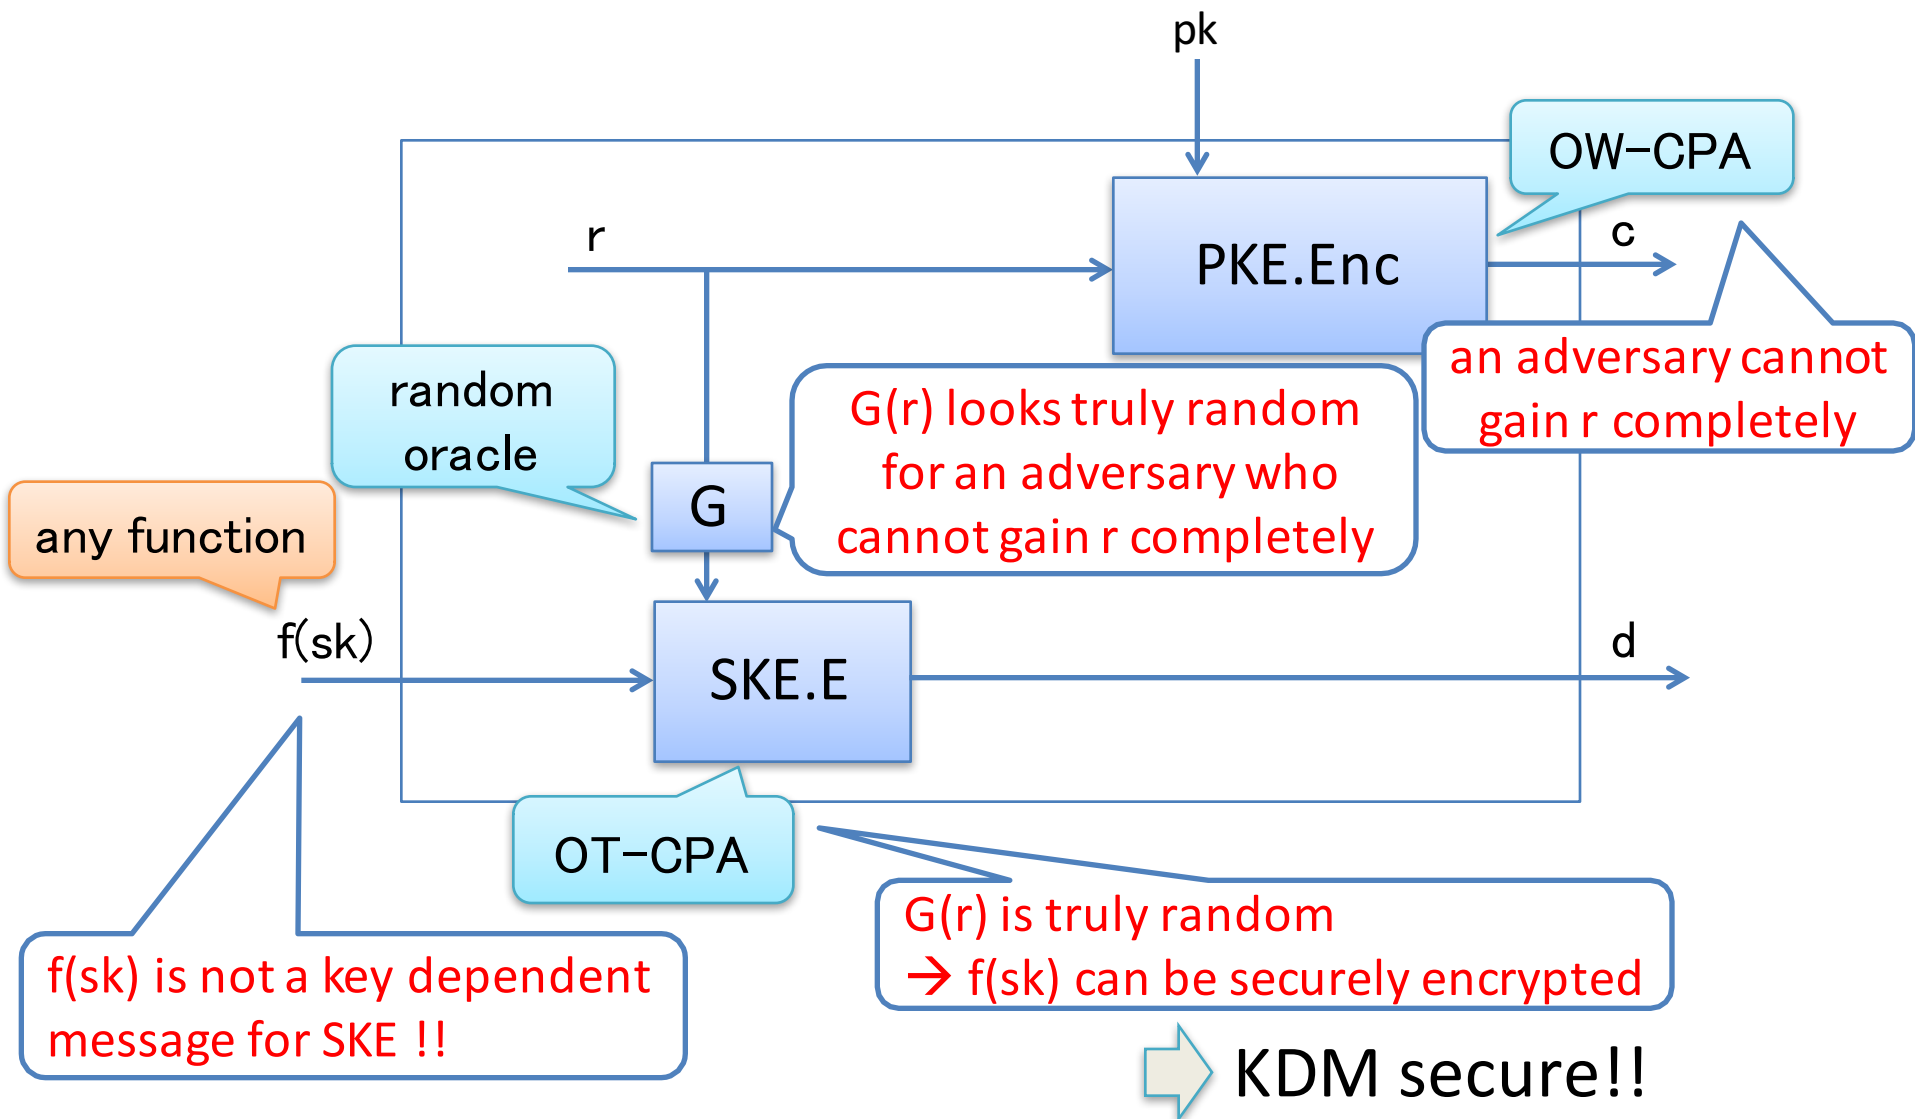 pk
OW-CPA
r
PKE.Enc
c
an adversary cannot
gain r completely
random
oracle
G
G(r) looks truly random
for an adversary who
cannot gain r completely
any function
f(sk)
SKE.E
d
OT-CPA
G(r) is truly random
→ f(sk) can be securely encrypted
f(sk) is not a key dependent
message for SKE !!
KDM secure!!